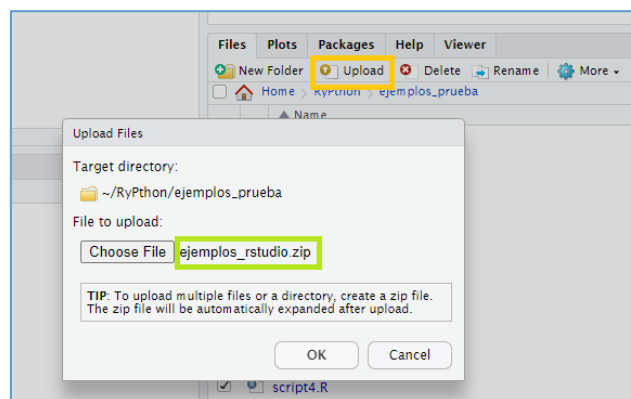 Files Plots Packages Help Viewer
New Folder Upload Delete Rename More
Home RyPthon ejemplos_prueba
Name
Upload Files
Target directory:
~/RyPthon/ejemplos_prueba
File to upload:
Choose File ejemplos_rstudio.zip
TIP: To upload multiple files or a directory, create a zip file.
The zip file will be automatically expanded after upload.
OK Cancel
script4.R